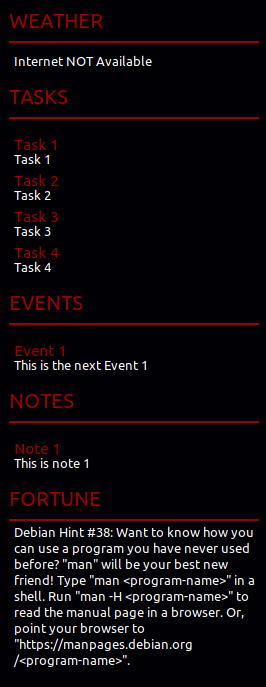 WEATHER
Internet NOT Available
TASKS
Task 1
Task 1
Task 2
Task 2
Task 3
Task 3
Task 4
Task 4
EVENTS
Event 1
This is the next Event 1
NOTES
Note 1
This is note 1
FORTUNE
Debian Hint #38: Want to know how you
can use a program you have never used
before? "man" will be your best new
friend! Type "man <program-name>" in a
shell. Run "man -H <program-name>" to
read the manual page in a browser. Or,
point your browser to
"https://manpages.debian.org
/<program-name>".